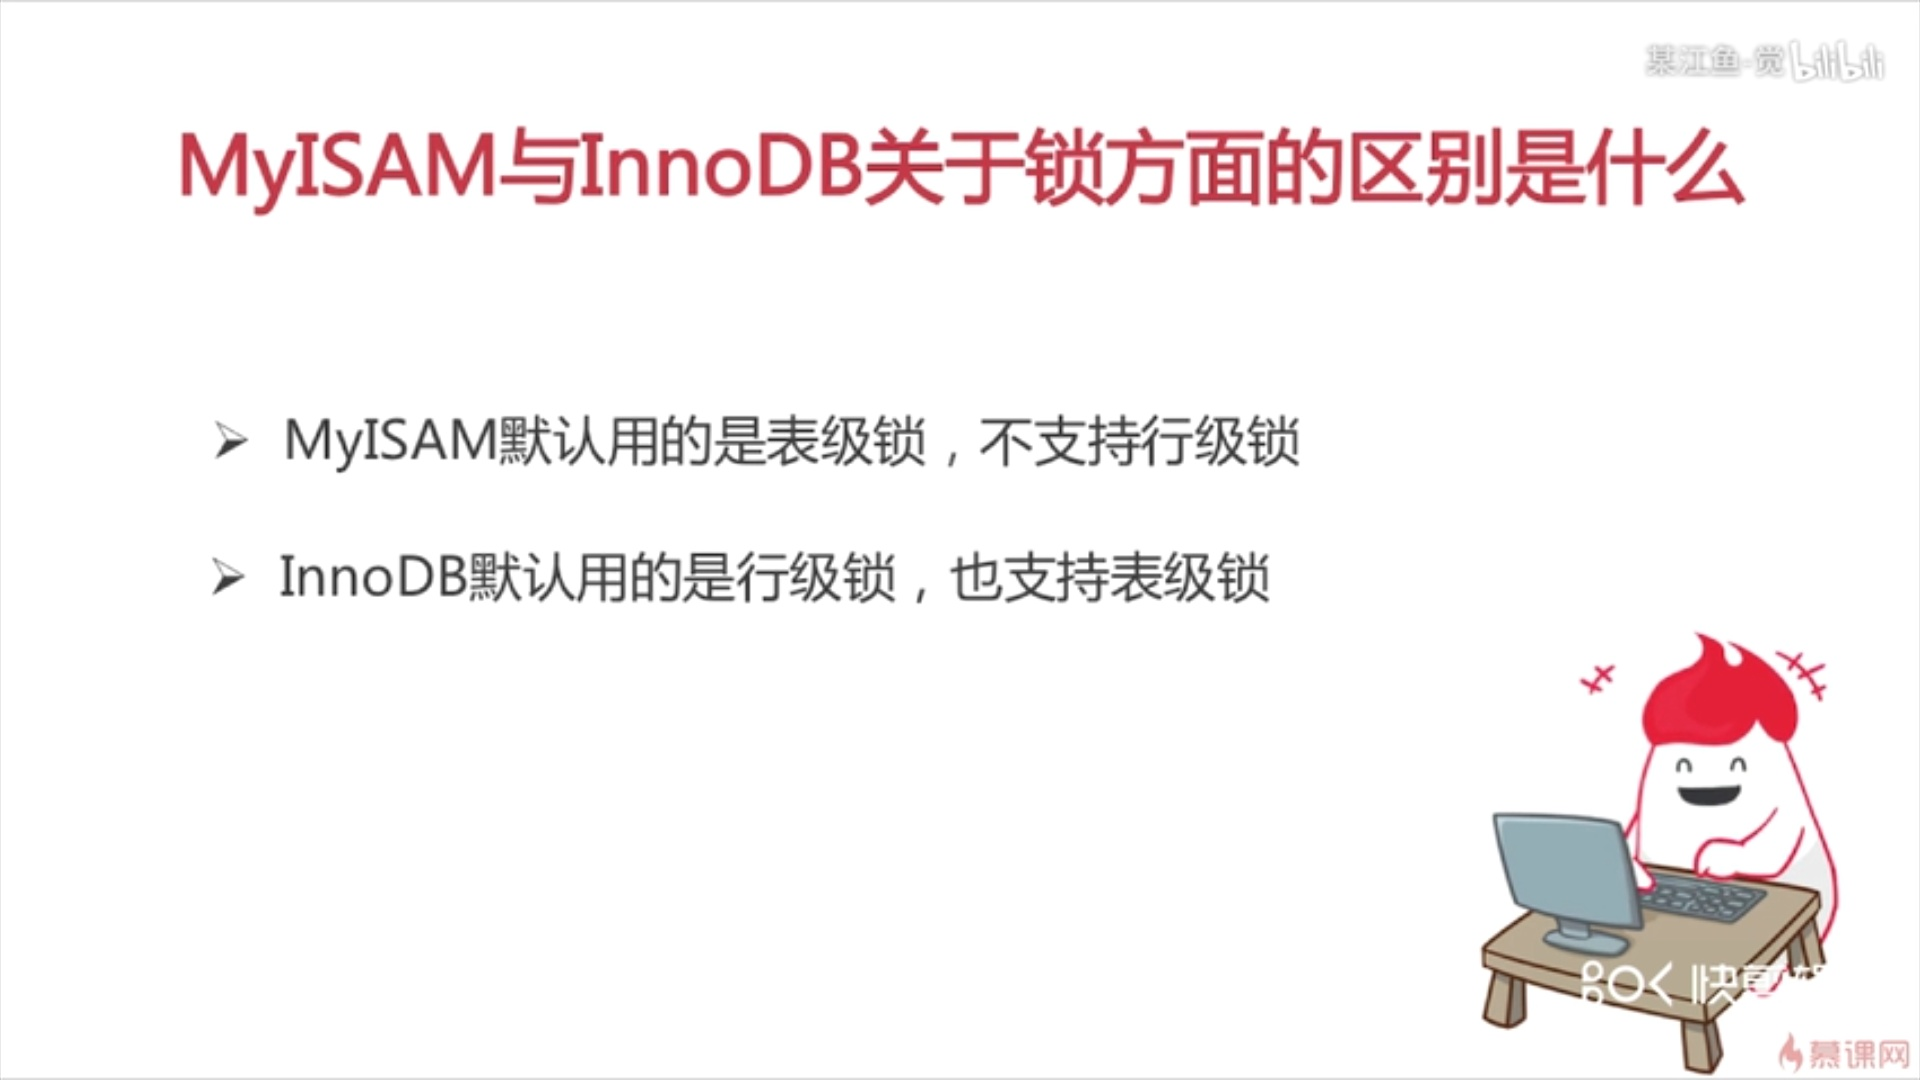 某江鱼-觉 bilibili
MyISAM与InnoDB关于锁方面的区别是什么
➢ MyISAM默认用的是表级锁，不支持行级锁
➢ InnoDB默认用的是行级锁，也支持表级锁
慕课网